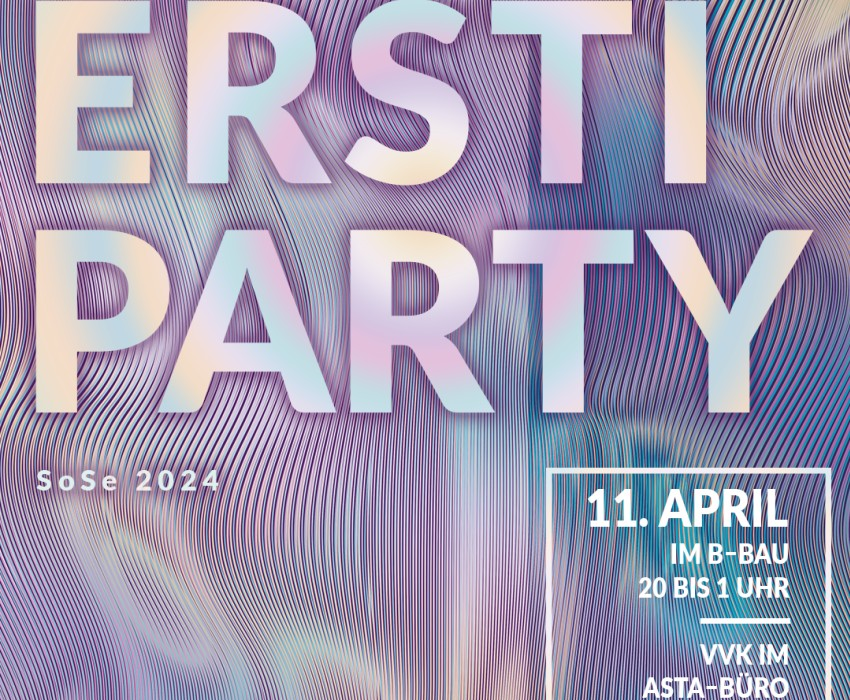 ERSTI
PARTY
SoSe 2024
11. APRIL
IM B-BAU
20 BIS 1 UHR
VVK IM
ASTA-BÜRO